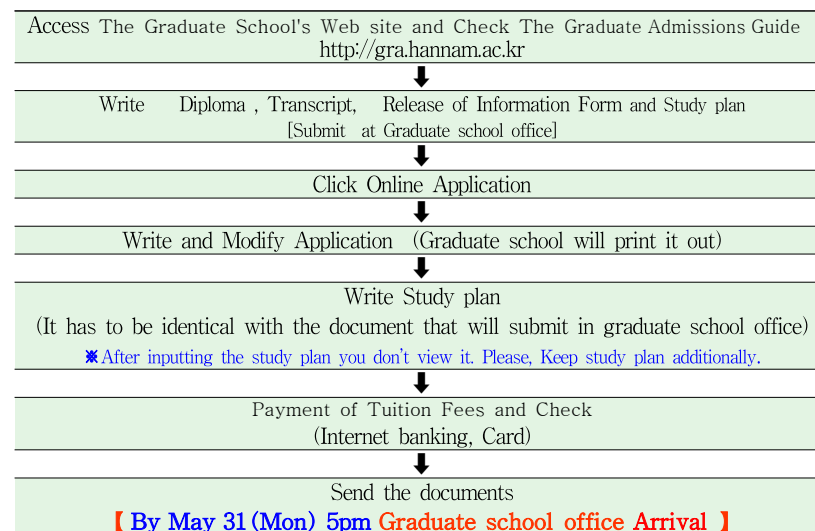 Access The Graduate School's Web site and Check The Graduate Admissions Guide
http://gra.hannam.ac.kr
Write Diploma , Transcript, Release of Information Form and Study plan
[Submit at Graduate school office]
Click Online Application
Write and Modify Application (Graduate school will print it out)
Write Study plan
(It has to be identical with the document that will submit in graduate school office)
※After inputting the study plan you don't view it. Please, Keep study plan additionally.
Payment of Tuition Fees and Check
(Internet banking, Card)
Send the documents
【 By May 31(Mon) 5pm Graduate school office Arrival 】